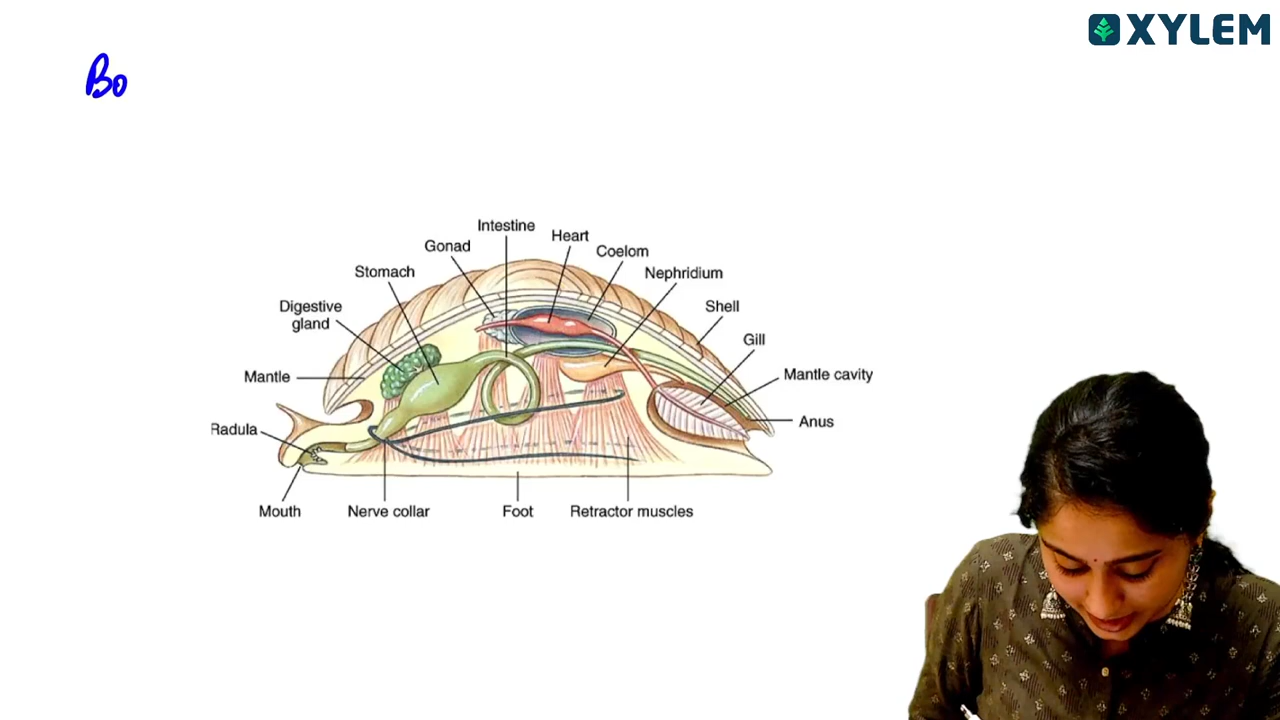 XYLEM
Bo
Intestine
Gonad
Heart
Coelom
Stomach
Nephridium
Digestive
gland
Shell
Gill
Mantle
Mantle cavity
Radula
Anus
Mouth
Nerve collar
Foot
Retractor muscles